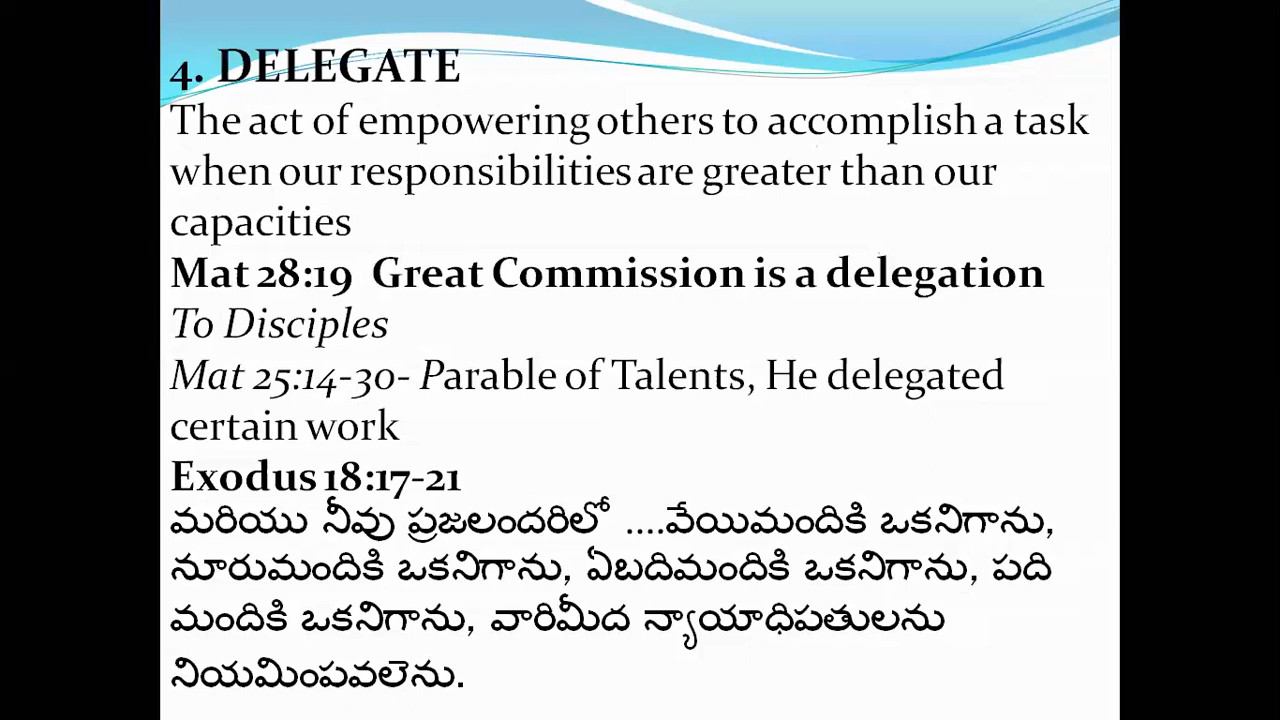 4. DELEGATE
The act of empowering others to accomplish a task
when our responsibilities are greater than our
capacities
Mat 28:19 Great Commission is a delegation
To Disciples
Mat 25:14-30- Parable of Talents, He delegated
certain work
Exodus 18:17-21
మరియు నీవు ప్రజలందరిలో ....వేయిమందికి ఒకనిగాను,
నూరుమందికి ఒకనిగాను, ఏబదిమందికి ఒకనిగాను, పది
మందికి ఒకనిగాను, వారిమీద న్యాయాధిపతులను
నియమింపవలెను.